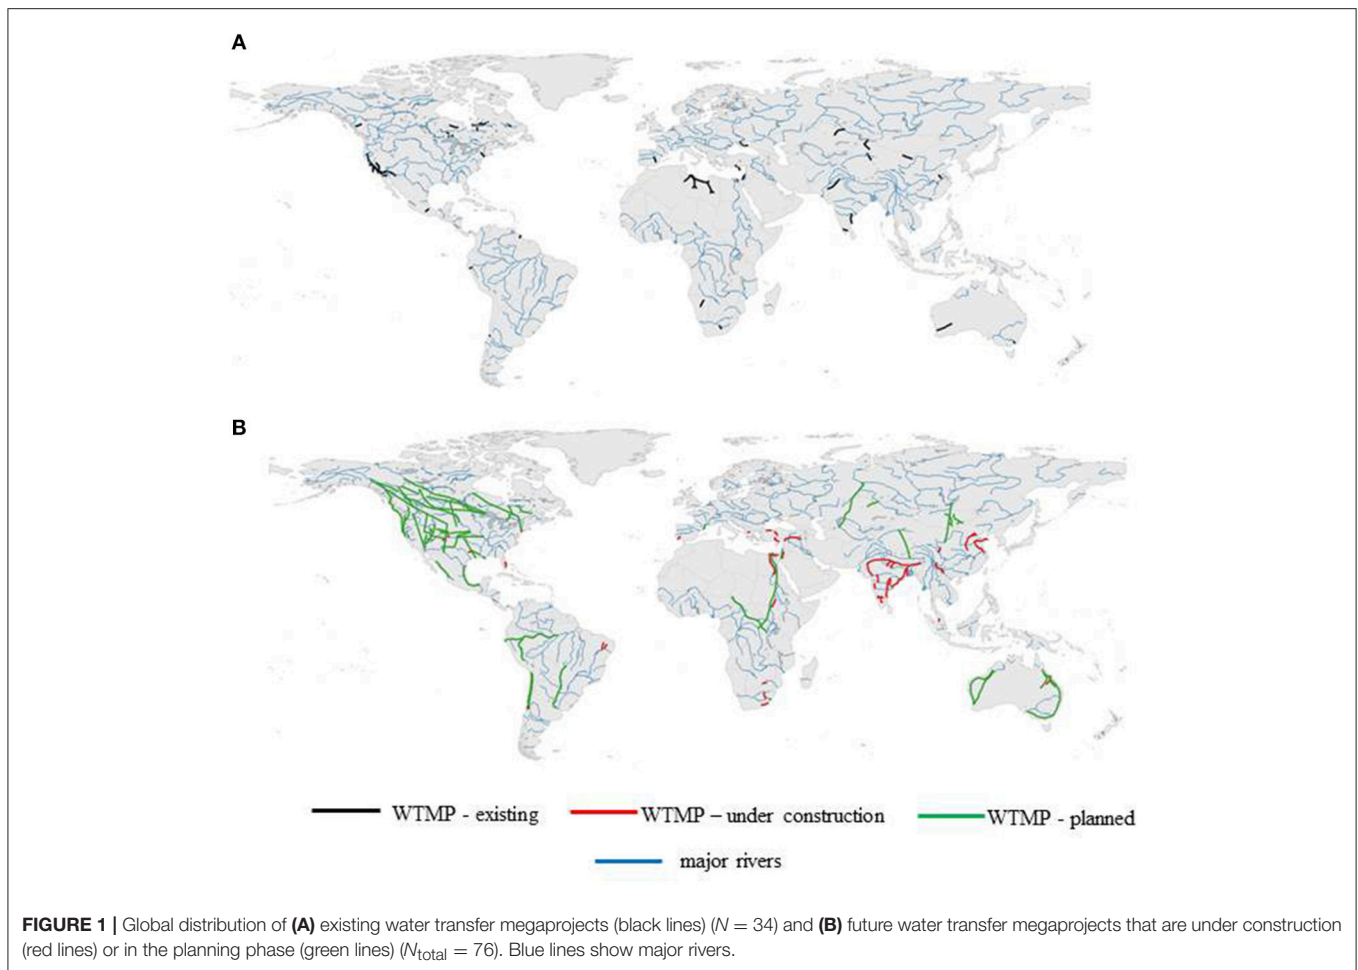 A
B
WTMP - existing
WTMP – under construction
WTMP - planned
major rivers
FIGURE 1 | Global distribution of (A) existing water transfer megaprojects (black lines) (N = 34) and (B) future water transfer megaprojects that are under construction
(red lines) or in the planning phase (green lines) (Ntotal = 76). Blue lines show major rivers.